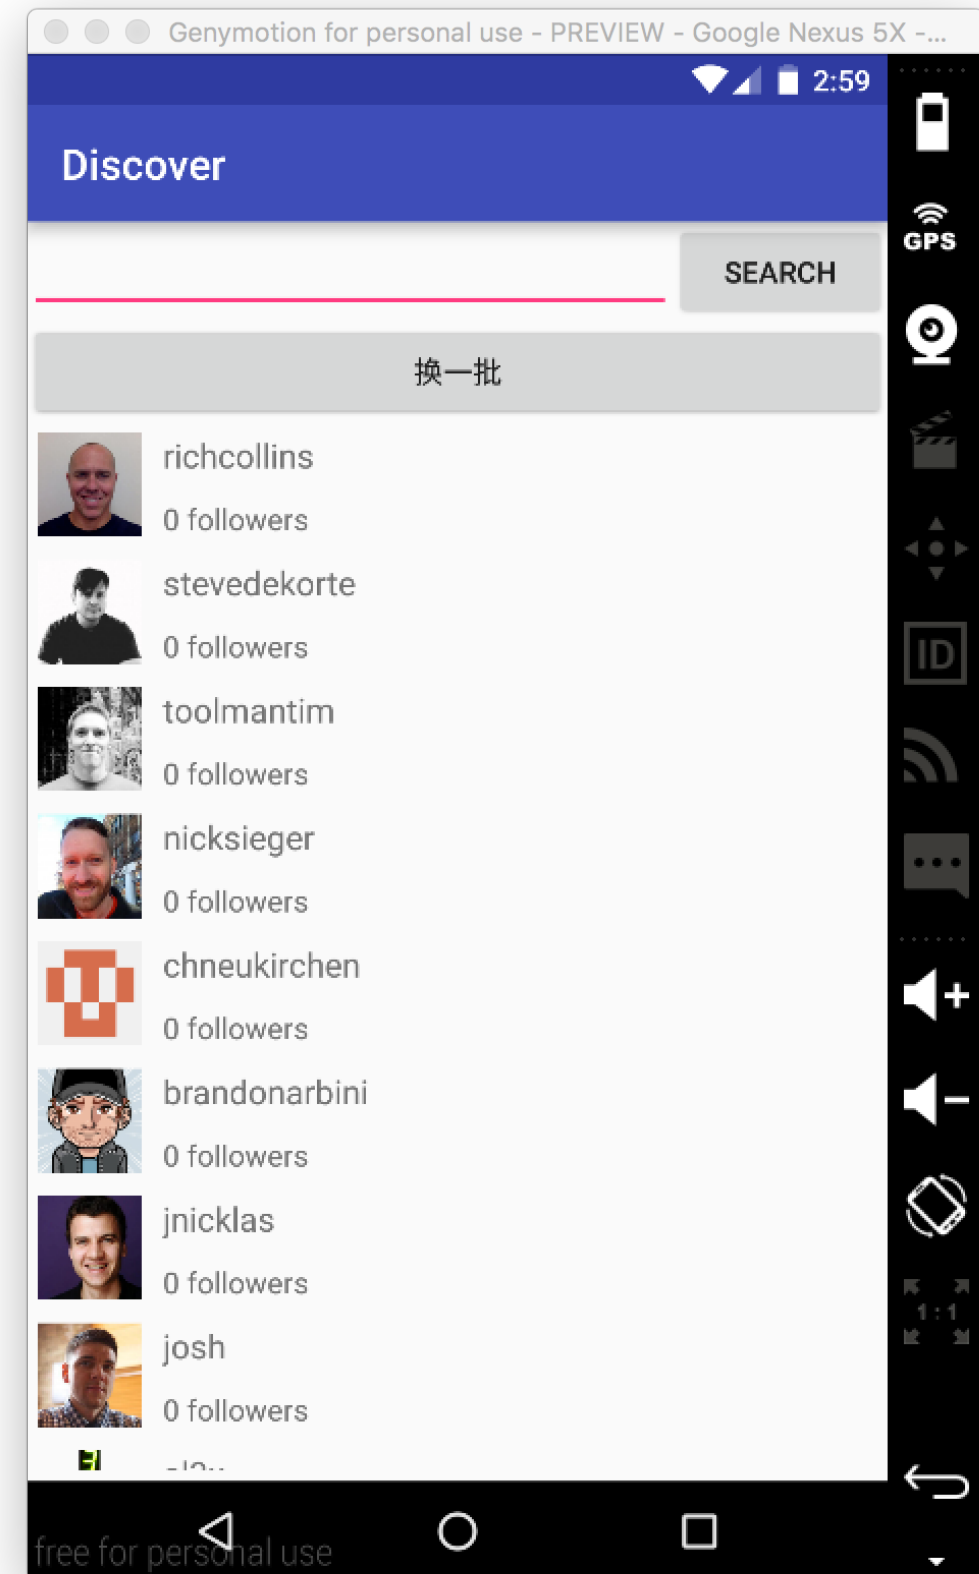 Genymotion for personal use - PREVIEW - Google Nexus 5X -...
2:59
Discover
GPS
SEARCH
换一批
richcollins
0 followers
stevedekorte
0 followers
toolmantim
0 followers
nicksieger
0 followers
chneukirchen
0 followers
brandonarbini
0 followers
jnicklas
0 followers
josh
0 followers
ID
1:1
free for personal use